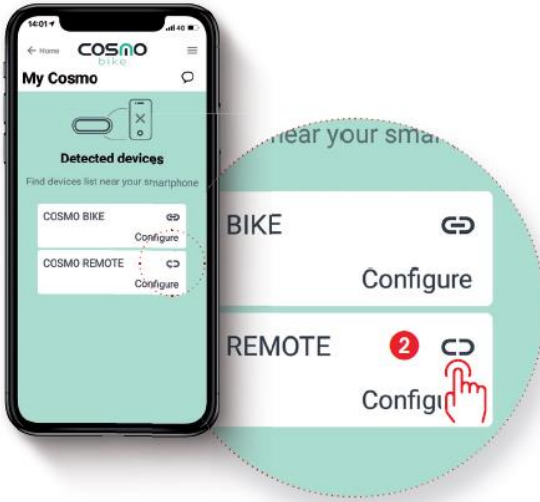 14:01
4G
← Home
COSMO
bike
My Cosmo
Detected devices
Find devices list near your smartphone
COSMO BIKE
Configure
COSMO REMOTE
Configure
near your smar
BIKE
Configure
REMOTE 2
Configu